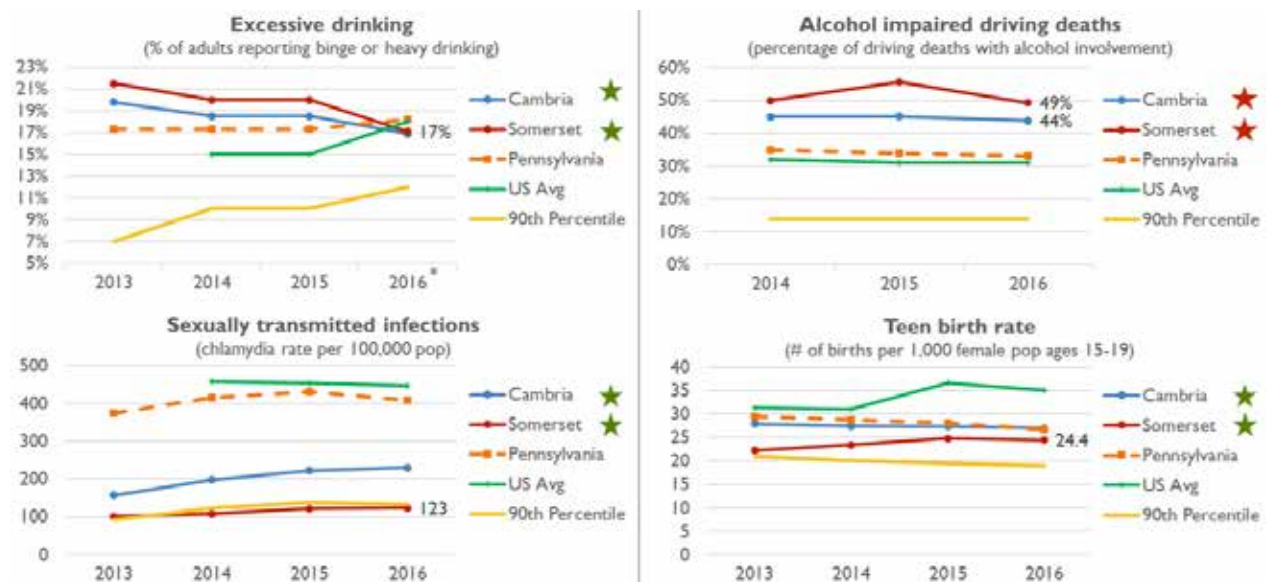 Excessive drinking
(% of adults reporting binge or heavy drinking)
23%
21%
19%
17%
15%
13%
11%
9%
7%
5%
2013 2014 2015 2016*
17%
Cambria
Somerset
Pennsylvania
US Avg
90th Percentile
Alcohol impaired driving deaths
(percentage of driving deaths with alcohol involvement)
60%
50%
40%
30%
20%
10%
0%
2014 2015 2016
49%
44%
Cambria
Somerset
Pennsylvania
US Avg
90th Percentile
Sexually transmitted infections
(chlamydia rate per 100,000 pop)
500
400
300
200
100
0
2013 2014 2015 2016
123
Cambria
Somerset
Pennsylvania
US Avg
90th Percentile
Teen birth rate
(# of births per 1,000 female pop ages 15-19)
40
35
30
25
20
15
10
5
0
2013 2014 2015 2016
24.4
Cambria
Somerset
Pennsylvania
US Avg
90th Percentile